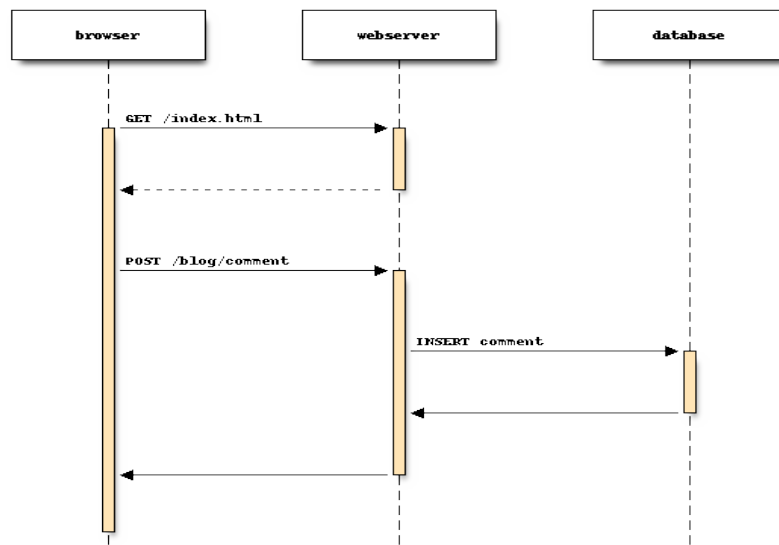 browser
webserver
database
GET /index.html
POST /blog/comment
INSERT comment